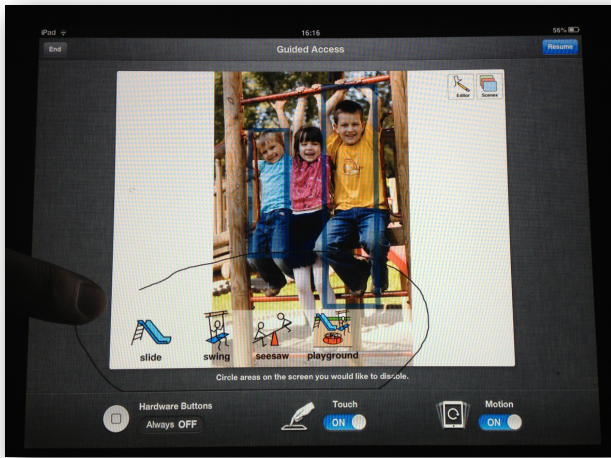 iPad 16:16 56%
End Guided Access Resume
Editor Scenes
slide swing seesaw playground
Circle areas on the screen you would like to disable.
Hardware Buttons
Always OFF
Touch
ON
Motion
ON